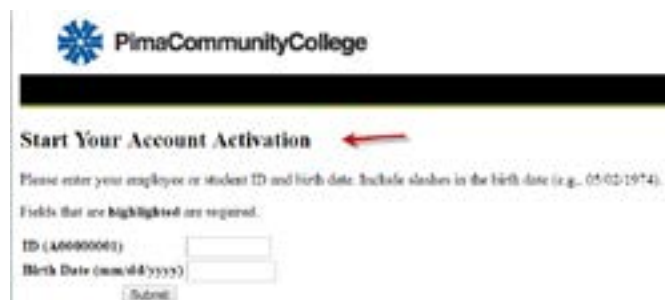 PimaCommunityCollege
Start Your Account Activation
Please enter your employee or student ID and birth date. Include slashes in the birth date (e.g., 05/02/1974).
Fields that are highlighted are required.
ID (A00000001)
Birth Date (mm/dd/yyyy)
Submit